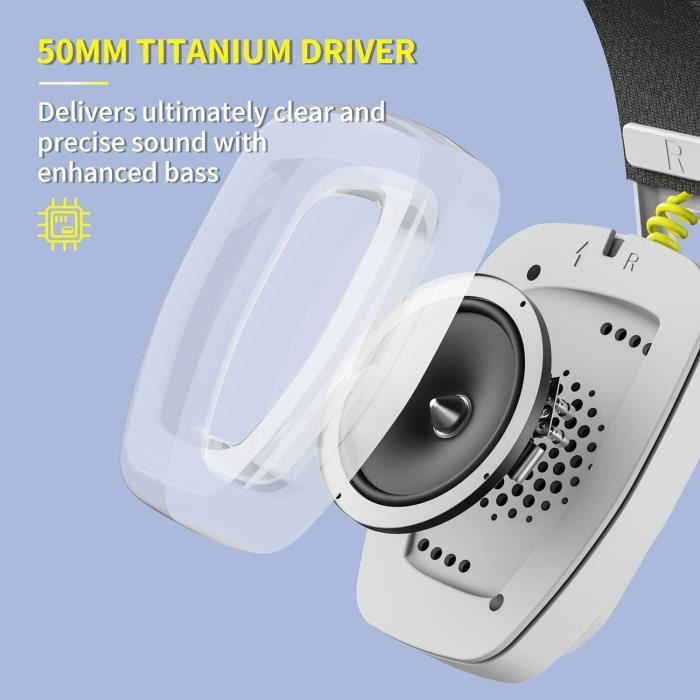 50MM TITANIUM DRIVER
Delivers ultimately clear and
precise sound with
enhanced bass
R
R